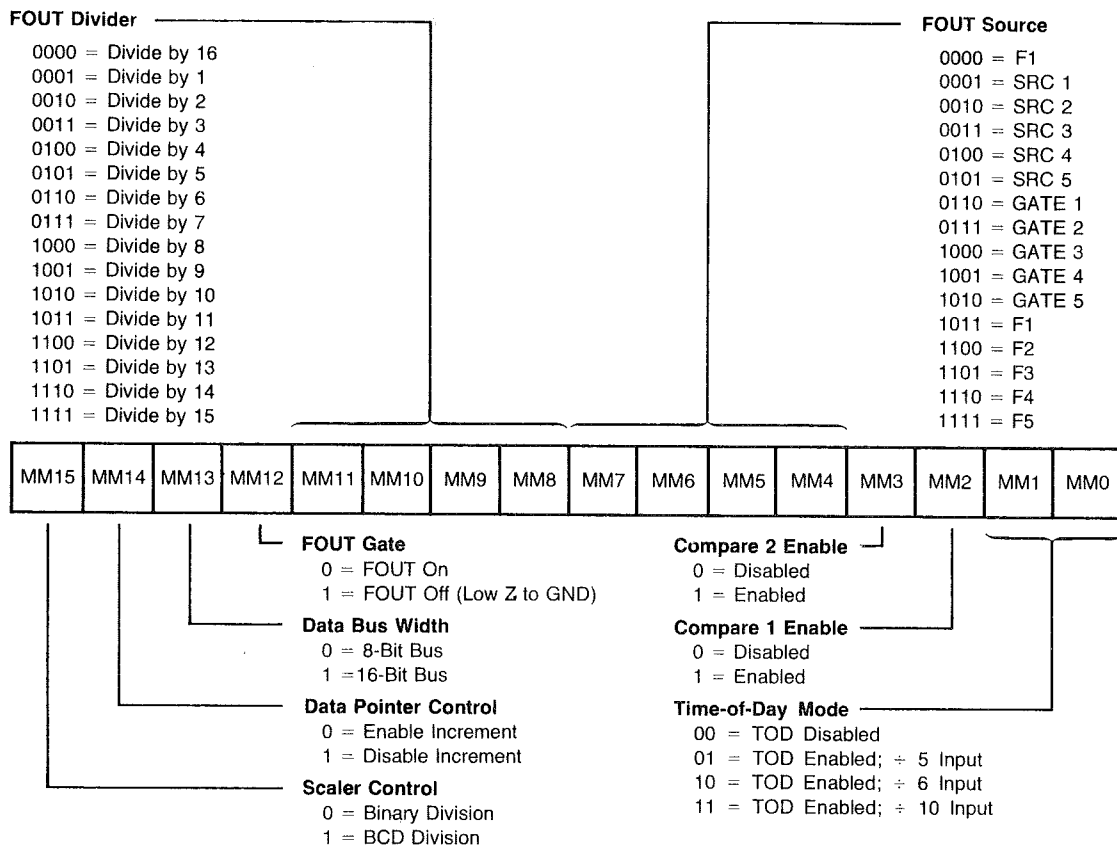 FOUT Divider
0000 = Divide by 16
0001 = Divide by 1
0010 = Divide by 2
0011 = Divide by 3
0100 = Divide by 4
0101 = Divide by 5
0110 = Divide by 6
0111 = Divide by 7
1000 = Divide by 8
1001 = Divide by 9
1010 = Divide by 10
1011 = Divide by 11
1100 = Divide by 12
1101 = Divide by 13
1110 = Divide by 14
1111 = Divide by 15
FOUT Source
0000 = F1
0001 = SRC 1
0010 = SRC 2
0011 = SRC 3
0100 = SRC 4
0101 = SRC 5
0110 = GATE 1
0111 = GATE 2
1000 = GATE 3
1001 = GATE 4
1010 = GATE 5
1011 = F1
1100 = F2
1101 = F3
1110 = F4
1111 = F5
MM15 MM14 MM13 MM12 MM11 MM10 MM9 MM8 MM7 MM6 MM5 MM4 MM3 MM2 MM1 MM0
FOUT Gate
0 = FOUT On
1 = FOUT Off (Low Z to GND)
Data Bus Width
0 = 8-Bit Bus
1 =16-Bit Bus
Data Pointer Control
0 = Enable Increment
1 = Disable Increment
Scaler Control
0 = Binary Division
1 = BCD Division
Compare 2 Enable
0 = Disabled
1 = Enabled
Compare 1 Enable
0 = Disabled
1 = Enabled
Time-of-Day Mode
00 = TOD Disabled
01 = TOD Enabled; ÷ 5 Input
10 = TOD Enabled; ÷ 6 Input
11 = TOD Enabled; ÷ 10 Input